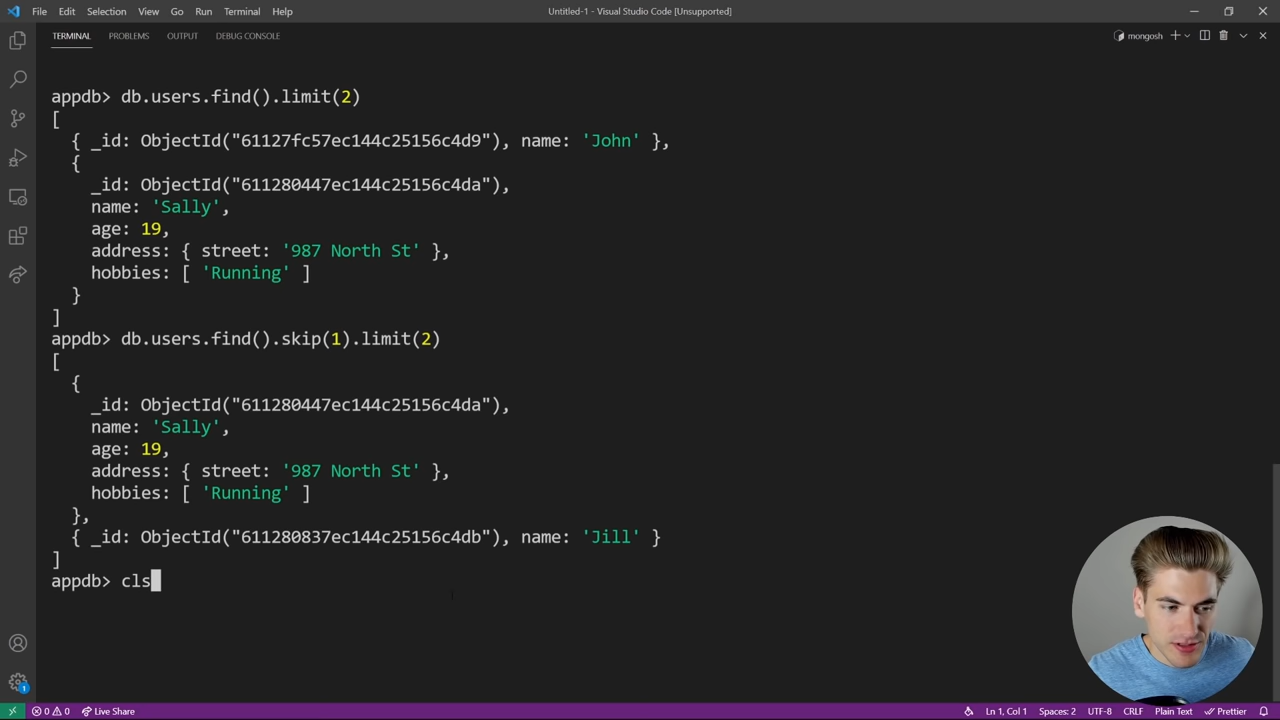 File Edit Selection View Go Run Terminal Help Untitled-1 - Visual Studio Code [Unsupported]
TERMINAL PROBLEMS OUTPUT DEBUG CONSOLE mongosh
appdb> db.users.find().limit(2)
[
{ _id: ObjectId("61127fc57ec144c25156c4d9"), name: 'John' },
{
_id: ObjectId("611280447ec144c25156c4da"),
name: 'Sally',
age: 19,
address: { street: '987 North St' },
hobbies: [ 'Running' ]
}
]
appdb> db.users.find().skip(1).limit(2)
[
{
_id: ObjectId("611280447ec144c25156c4da"),
name: 'Sally',
age: 19,
address: { street: '987 North St' },
hobbies: [ 'Running' ]
},
{ _id: ObjectId("611280837ec144c25156c4db"), name: 'Jill' }
]
appdb> cls
1
0 0 Live Share Ln 1, Col 1 Spaces: 2 UTF-8 CRLF Plain Text Prettier